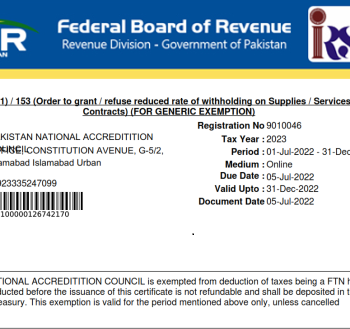 R
Federal Board of Revenue
Revenue Division - Government of Pakistan
IRS
1) / 153 (Order to grant / refuse reduced rate of withholding on Supplies / Services
Contracts) (FOR GENERIC EXEMPTION)
Registration No 9010046
KISTAN NATIONAL ACCREDITITION
Tax Year : 2023
UNCIL
CONSTITUTION AVENUE, G-5/2,
Period : 01-Jul-2022 - 31-Dec
amabad Islamabad Urban
Medium : Online
Due Date : 05-Jul-2022
023335247099
Valid Upto : 31-Dec-2022
Document Date 05-Jul-2022
100000126742170
TIONAL ACCREDITITION COUNCIL is exempted from deduction of taxes being a FTN h
ducted before the issuance of this certificate is not refundable and shall be deposited in t
easury. This exemption is valid for the period mentioned above only, unless cancelled